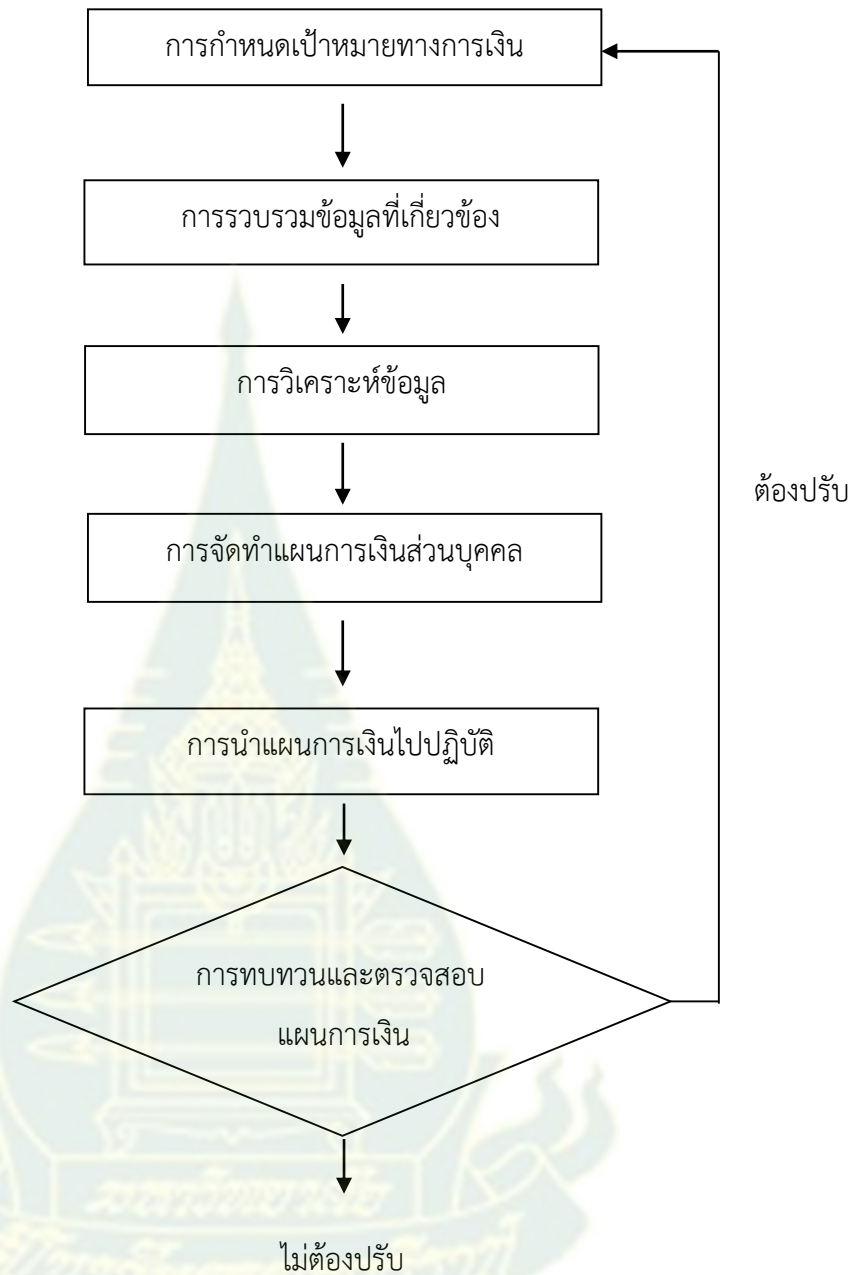 การกำหนดเป้าหมายทางการเงิน
การรวบรวมข้อมูลที่เกี่ยวข้อง
การวิเคราะห์ข้อมูล
ต้องปรับ
การจัดทำแผนการเงินส่วนบุคคล
การนำแผนการเงินไปปฏิบัติ
การทบทวนและตรวจสอบ
แผนการเงิน
ไม่ต้องปรับ